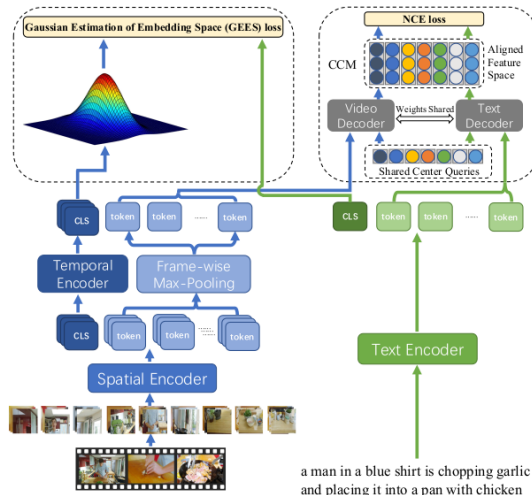 Gaussian Estimation of Embedding Space (GEES) loss
NCE loss
CCM
Aligned
Feature
Space
Video
Decoder
Weights Shared
Text
Decoder
Shared Center Queries
CLS
token
token
......
token
CLS
token
token
......
token
Temporal
Encoder
Frame-wise
Max-Pooling
CLS
token
token
......
token
Spatial Encoder
Text Encoder
a man in a blue shirt is chopping garlic
and placing it into a pan with chicken